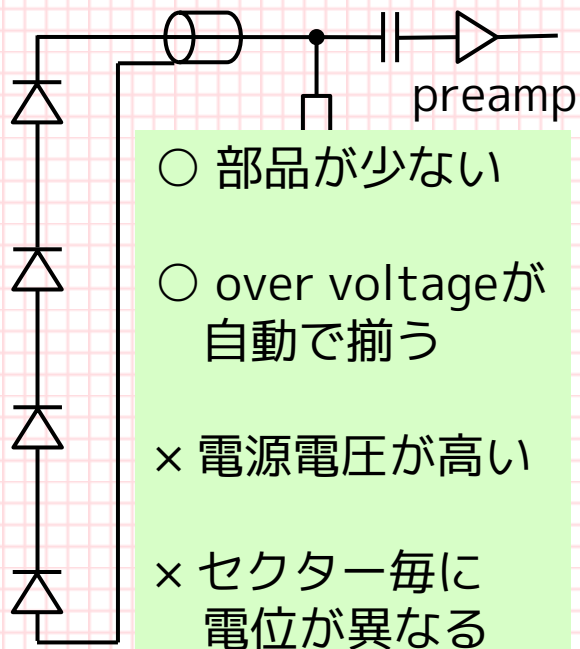 preamp
○ 部品が少ない
○ over voltageが
自動で揃う
× 電源電圧が高い
× セクター毎に
電位が異なる